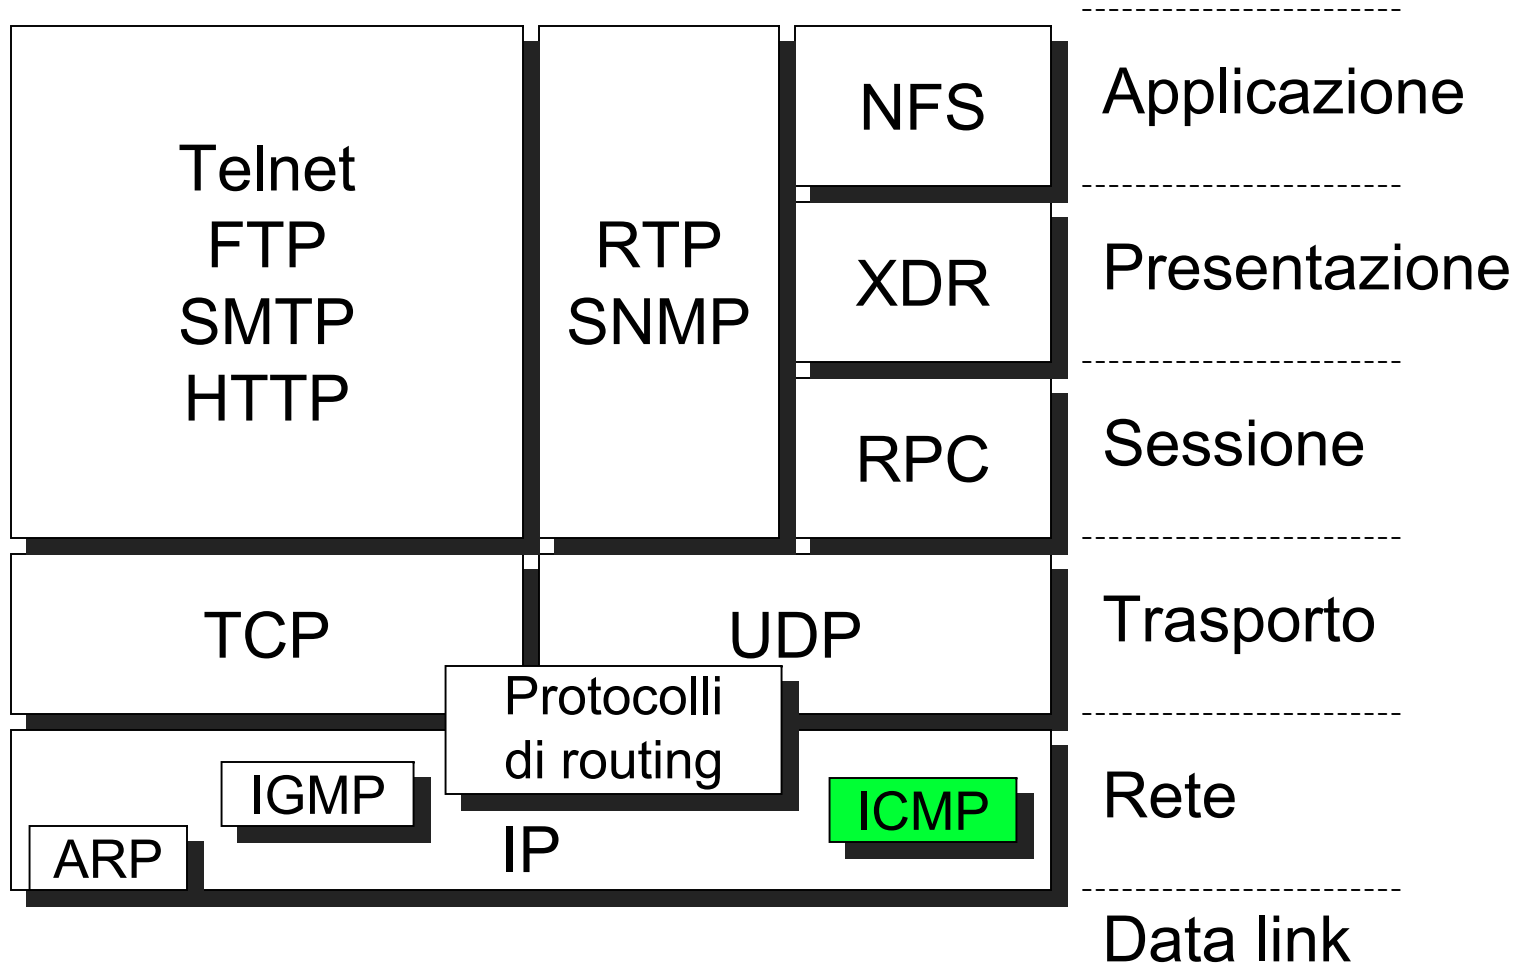 Telnet
FTP
SMTP
HTTP
RTP
SNMP
NFS
XDR
RPC
TCP
UDP
Protocolli
di routing
IGMP
ICMP
ARP
IP
Applicazione
Presentazione
Sessione
Trasporto
Rete
Data link